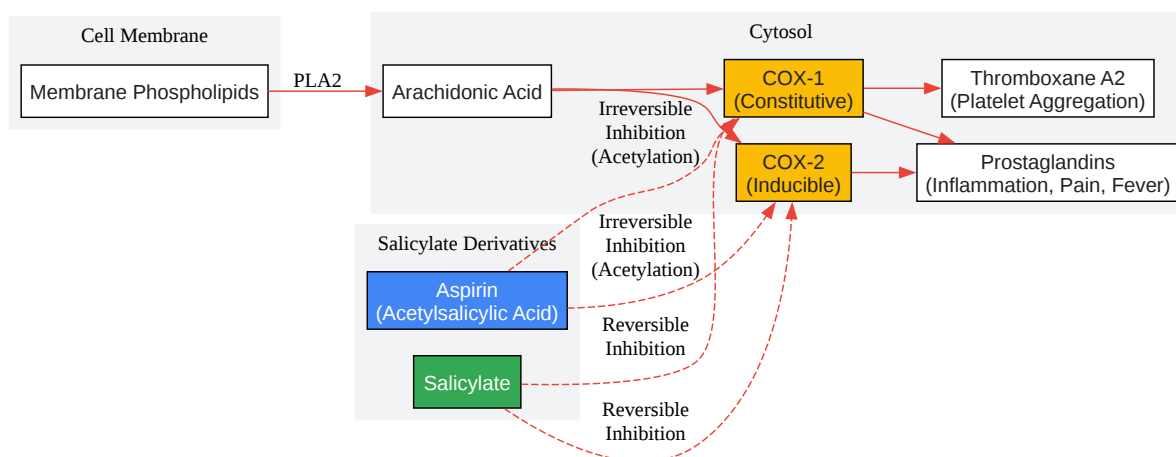 Cell Membrane
Membrane Phospholipids
PLA2
Cytosol
Arachidonic Acid
COX-1
(Constitutive)
Thromboxane A2
(Platelet Aggregation)
Irreversible
Inhibition
(Acetylation)
COX-2
(Inducible)
Prostaglandins
(Inflammation, Pain, Fever)
Salicylate Derivatives
Irreversible
Inhibition
(Acetylation)
Aspirin
(Acetylsalicylic Acid)
Reversible
Inhibition
Salicylate
Reversible
Inhibition